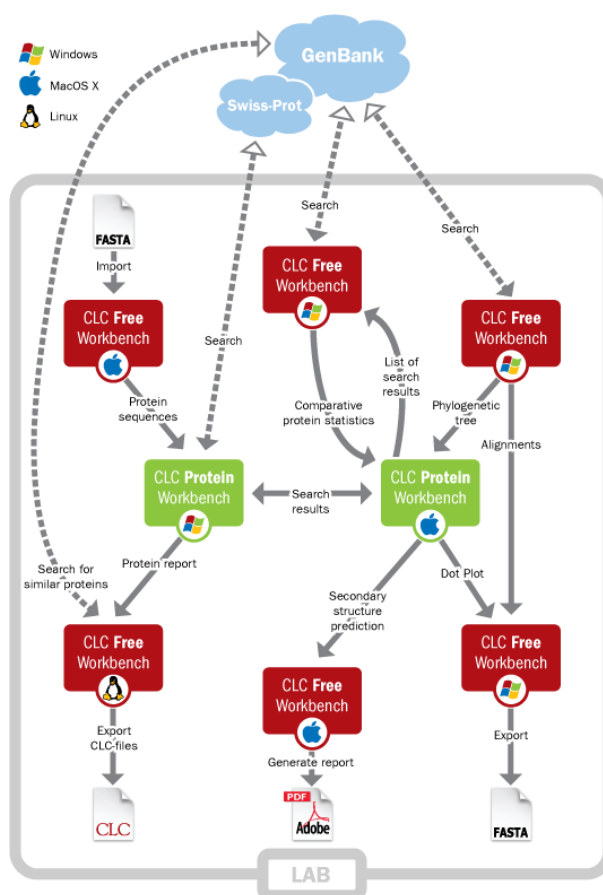 Windows
MacOS X
Linux
GenBank
Swiss-Prot
FASTA
Import
Search
Search
Search
CLC Free
Workbench
CLC Free
Workbench
CLC Free
Workbench
Protein
sequences
Comparative
protein statistics
List of
search
results
Phylogenetic
tree
Alignments
CLC Protein
Workbench
Search
results
CLC Protein
Workbench
Search for
similar proteins
Protein report
Secondary
structure
prediction
Dot Plot
CLC Free
Workbench
CLC Free
Workbench
CLC Free
Workbench
Export
CLC-files
Generate report
Export
CLC
PDF
Adobe
FASTA
LAB